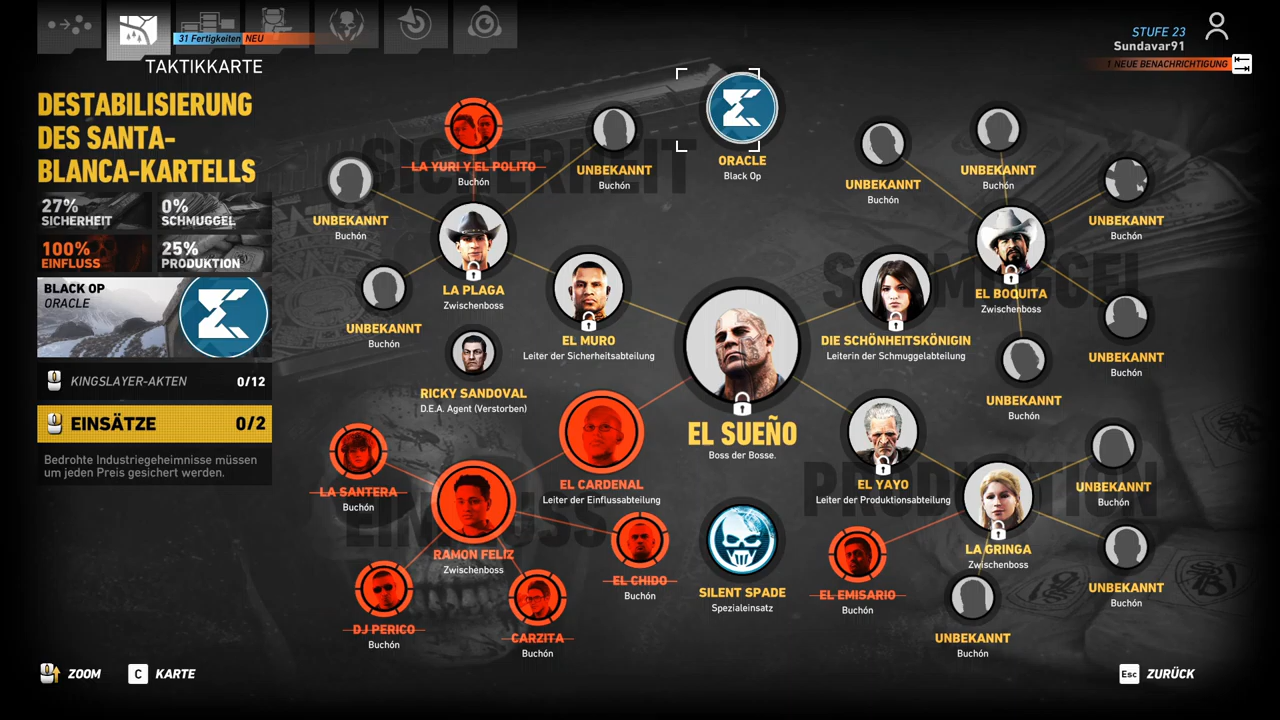 31 Fertigkeiten NEU
TAKTIKKARTE
STUFE 23
Sundavar91
1 NEUE BENACHRICHTIGUNG
DESTABILISIERUNG
DES SANTA-
BLANCA-KARTELLS
27%
SICHERHEIT
0%
SCHMUGGEL
100%
EINFLUSS
25%
PRODUKTION
BLACK OP
ORACLE
KINGSLAYER-AKTEN 0/12
EINSÄTZE 0/2
Bedrohte Industriegeheimnisse müssen
um jeden Preis gesichert werden.
SICHERHEIT
LA YURI Y EL POLITO
Buchón
UNBEKANNT
Buchón
UNBEKANNT
Buchón
LA PLAGA
Zwischenboss
UNBEKANNT
Buchón
EL MURO
Leiter der Sicherheitsabteilung
RICKY SANDOVAL
D.E.A. Agent (Verstorben)
ORACLE
Black Op
SCHMUGGEL
UNBEKANNT
Buchón
UNBEKANNT
Buchón
UNBEKANNT
Buchón
EL BOQUITA
Zwischenboss
DIE SCHÖNHEITSKÖNIGIN
Leiterin der Schmuggelabteilung
UNBEKANNT
Buchón
UNBEKANNT
Buchón
EL SUEÑO
Boss der Bosse.
EINFLUSS
EL CARDENAL
Leiter der Einflussabteilung
LA SANTERA
Buchón
RAMON FELIZ
Zwischenboss
EL CHIDO
Buchón
DJ PERICO
Buchón
CARZITA
Buchón
SILENT SPADE
Spezialeinsatz
PRODUKTION
EL YAYO
Leiter der Produktionsabteilung
UNBEKANNT
Buchón
LA GRINGA
Zwischenboss
EL EMISARIO
Buchón
UNBEKANNT
Buchón
UNBEKANNT
Buchón
ZOOM
C KARTE
Esc ZURÜCK